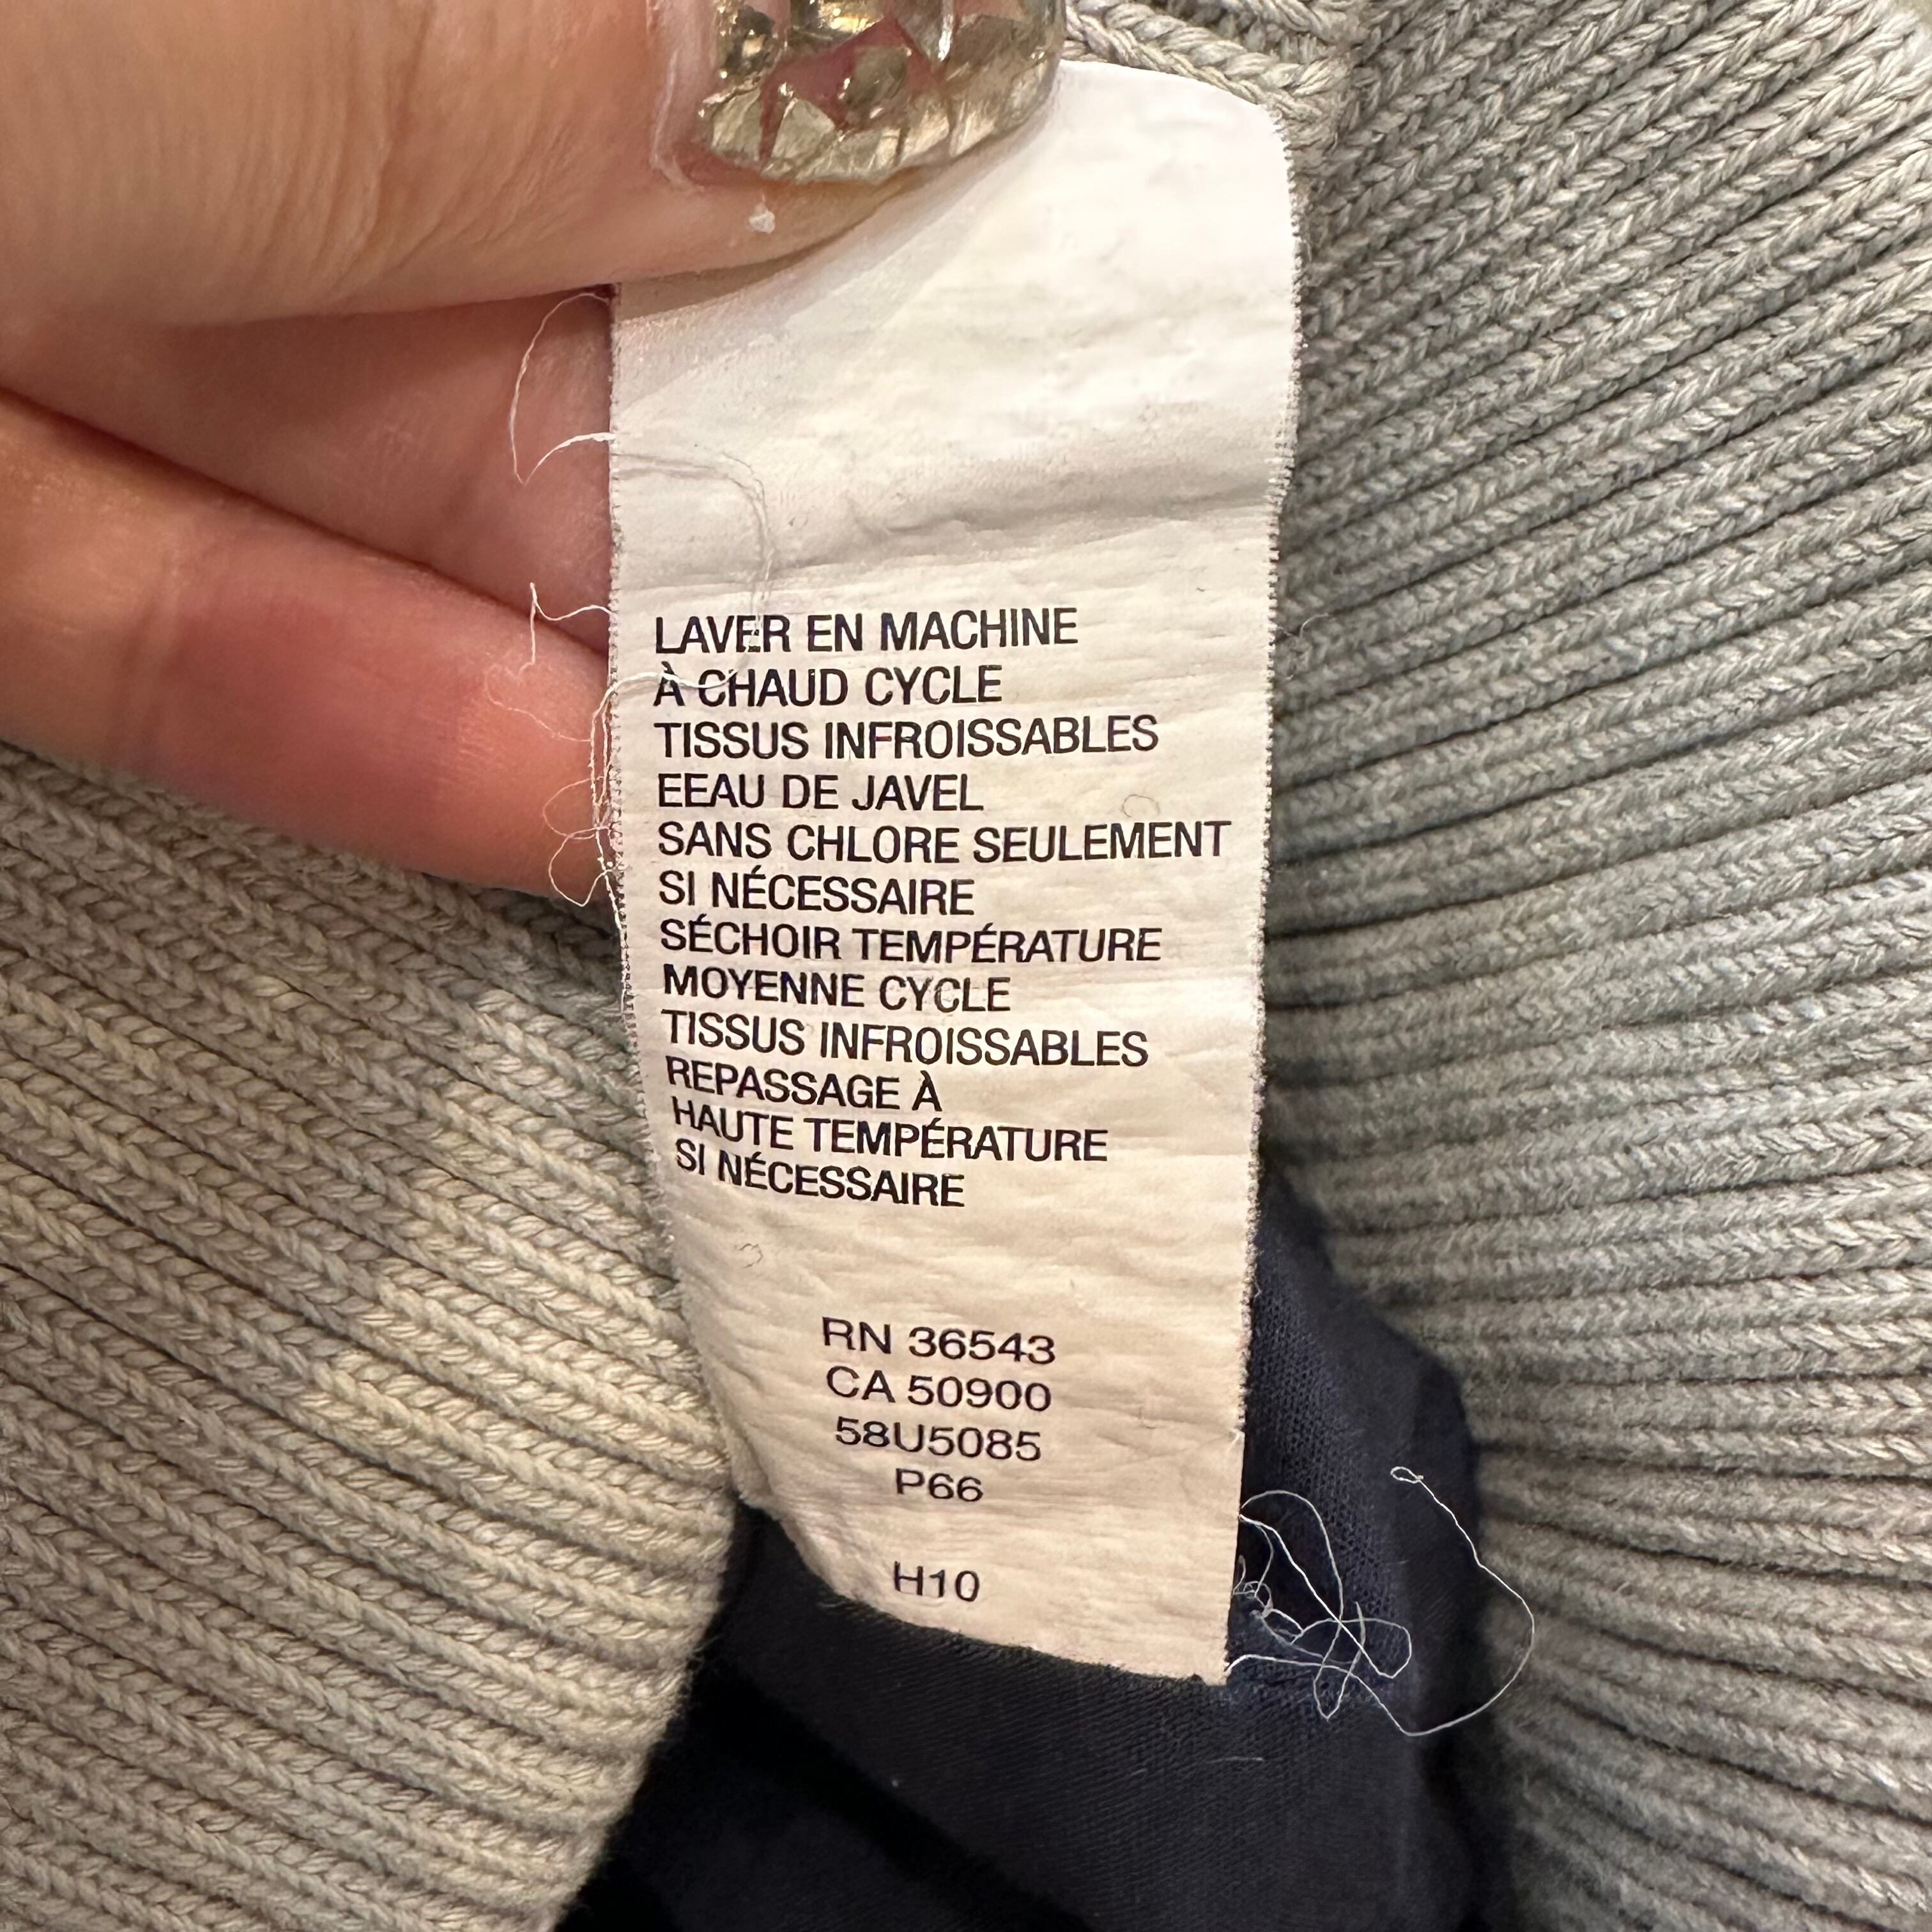 LAVER EN MACHINE
À CHAUD CYCLE
TISSUS INFROISSABLES
EEAU DE JAVEL
SANS CHLORE SEULEMENT
SI NÉCESSAIRE
SÉCHOIR TEMPÉRATURE
MOYENNE CYCLE
TISSUS INFROISSABLES
REPASSAGE À
HAUTE TEMPÉRATURE
SI NÉCESSAIRE
RN 36543
CA 50900
58U5085
P66
H10